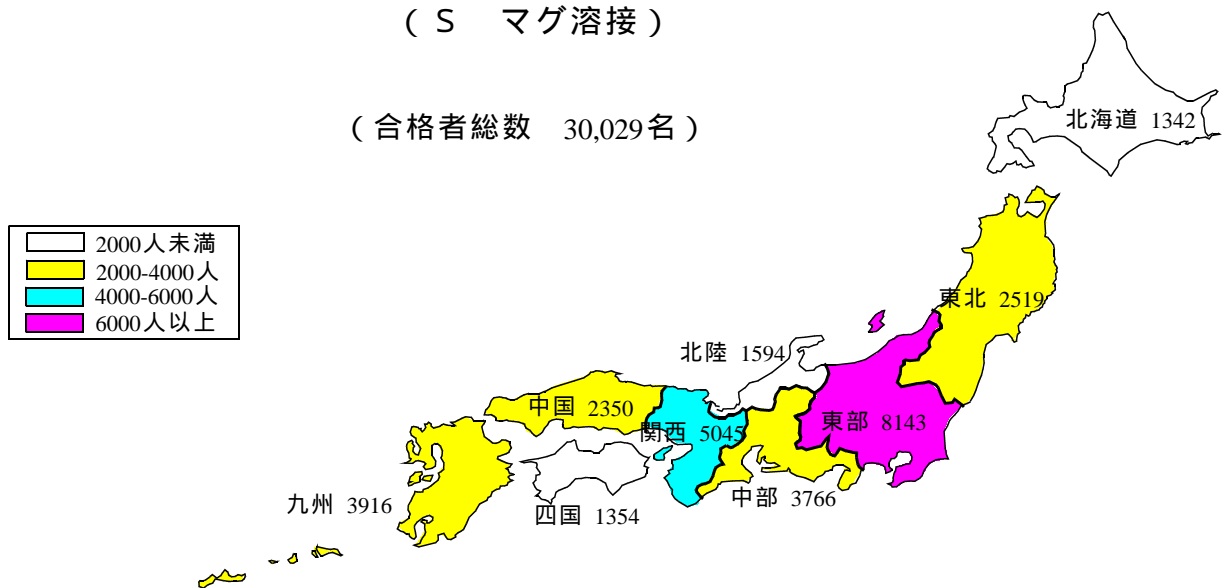 （Ｓ　マグ溶接）
（合格者総数　30,029名）
2000人未満
2000-4000人
4000-6000人
6000人以上
北海道 1342
東北 2519
北陸 1594
中国 2350
関西 5045
東部 8143
九州 3916
四国 1354
中部 3766